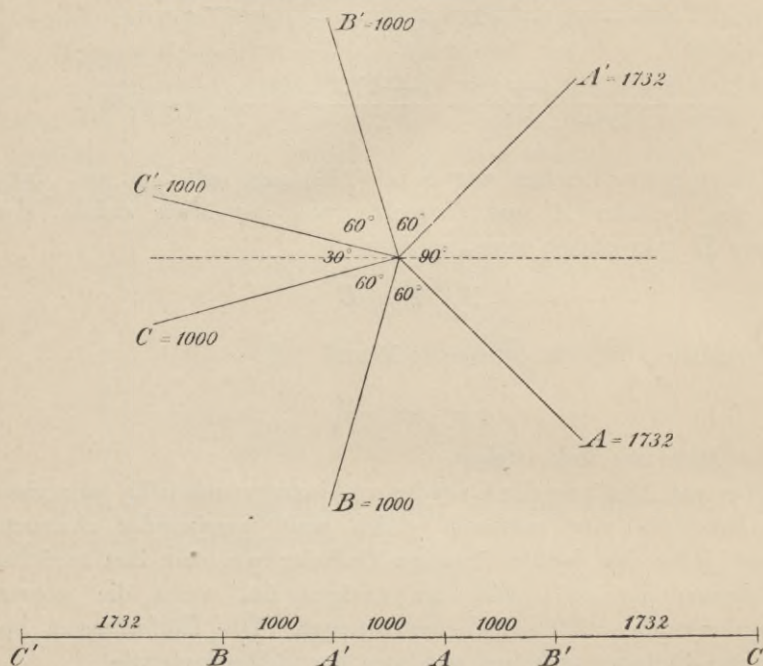 B' = 1000
A' = 1732
C' = 1000
60° 60°
30° 90°
60° 60°
C = 1000
A = 1732
B = 1000
1732 1000 1000 1000 1732
C' B A' A B' C